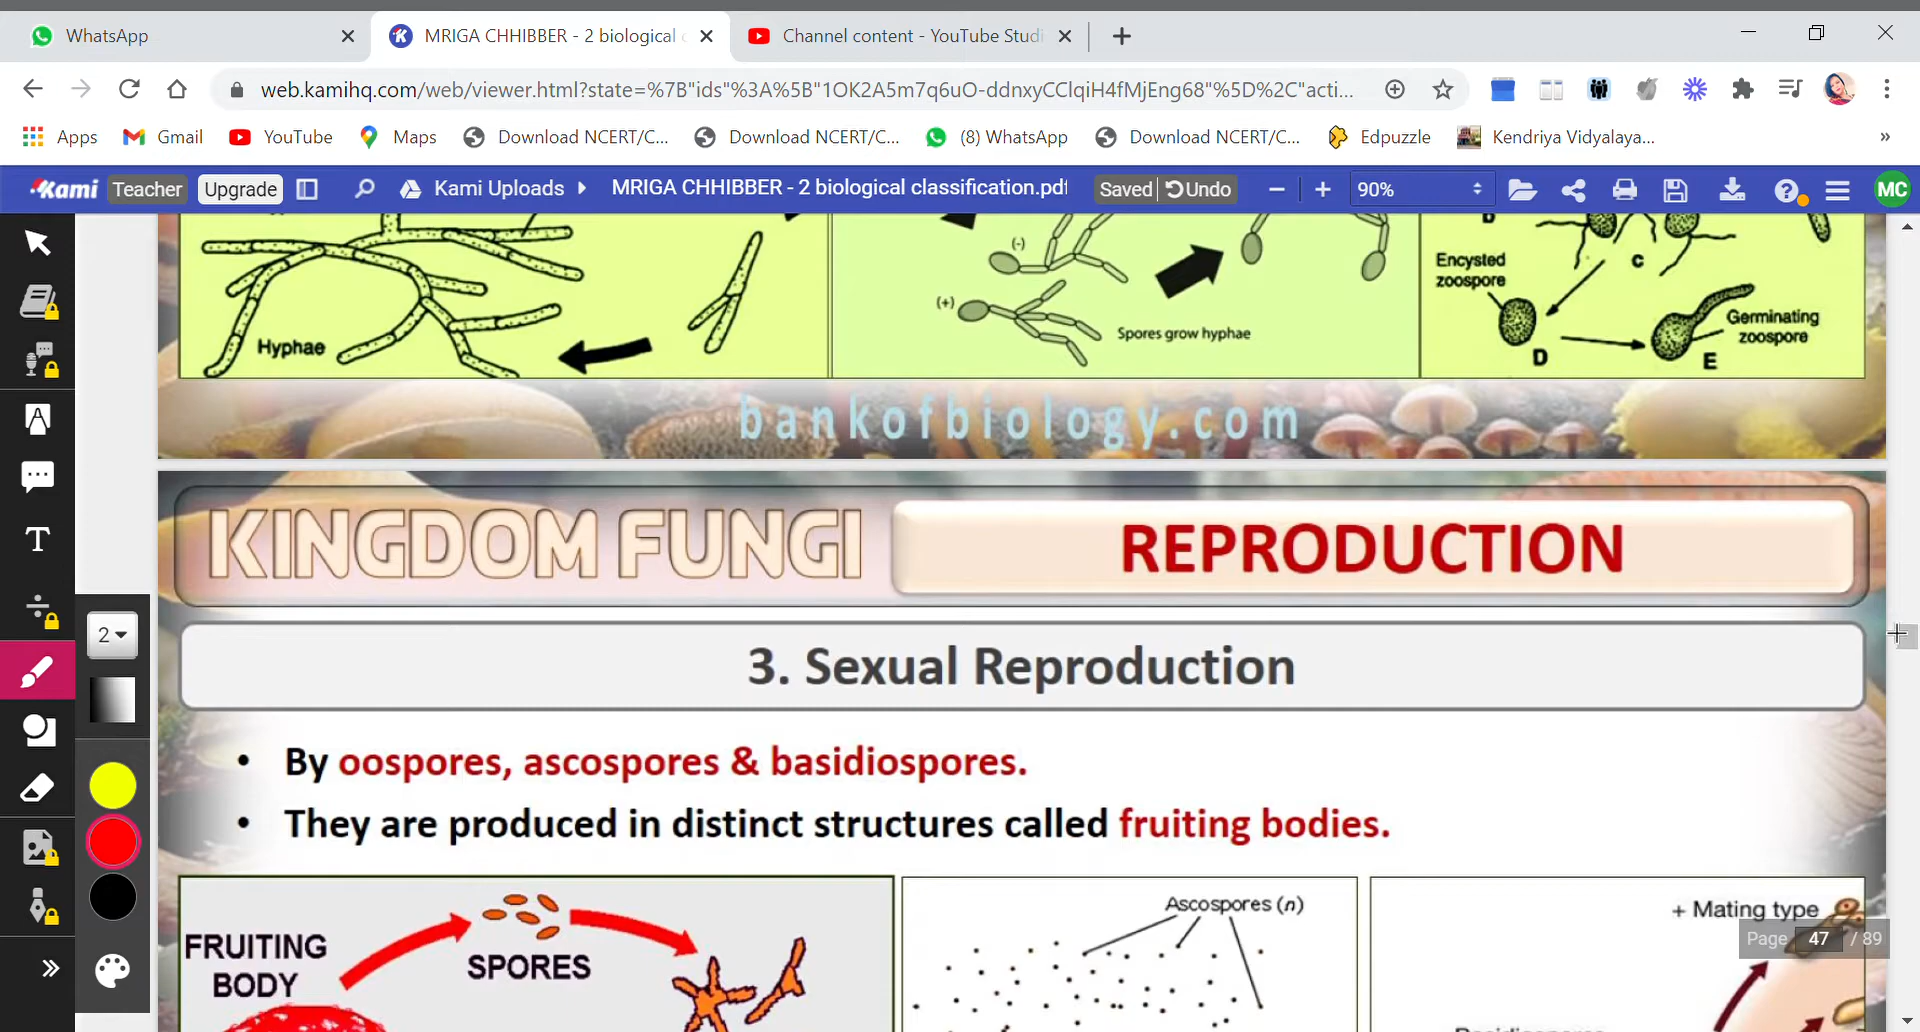 WhatsApp
MRIGA CHHIBBER - 2 biological c
Channel content - YouTube Studi
web.kamihq.com/web/viewer.html?state=%7B"ids"%3A%5B"1OK2A5m7q6uO-ddnxyCClqiH4fMjEng68"%5D%2C"acti...
Apps
Gmail
YouTube
Maps
Download NCERT/C...
Download NCERT/C...
(8) WhatsApp
Download NCERT/C...
Edpuzzle
Kendriya Vidyalaya...
»
Kami
Teacher
Upgrade
Kami Uploads
MRIGA CHHIBBER - 2 biological classification.pdf
Saved
Undo
90%
MC
(-)
(+)
Hyphae
Spores grow hyphae
Encysted
zoospore
C
D
E
Germinating
zoospore
bankofbiology.com
KINGDOM FUNGI
REPRODUCTION
3. Sexual Reproduction
• By oospores, ascospores & basidiospores.
• They are produced in distinct structures called fruiting bodies.
2
FRUITING
BODY
SPORES
Ascospores (n)
+ Mating type
Page 47 / 89